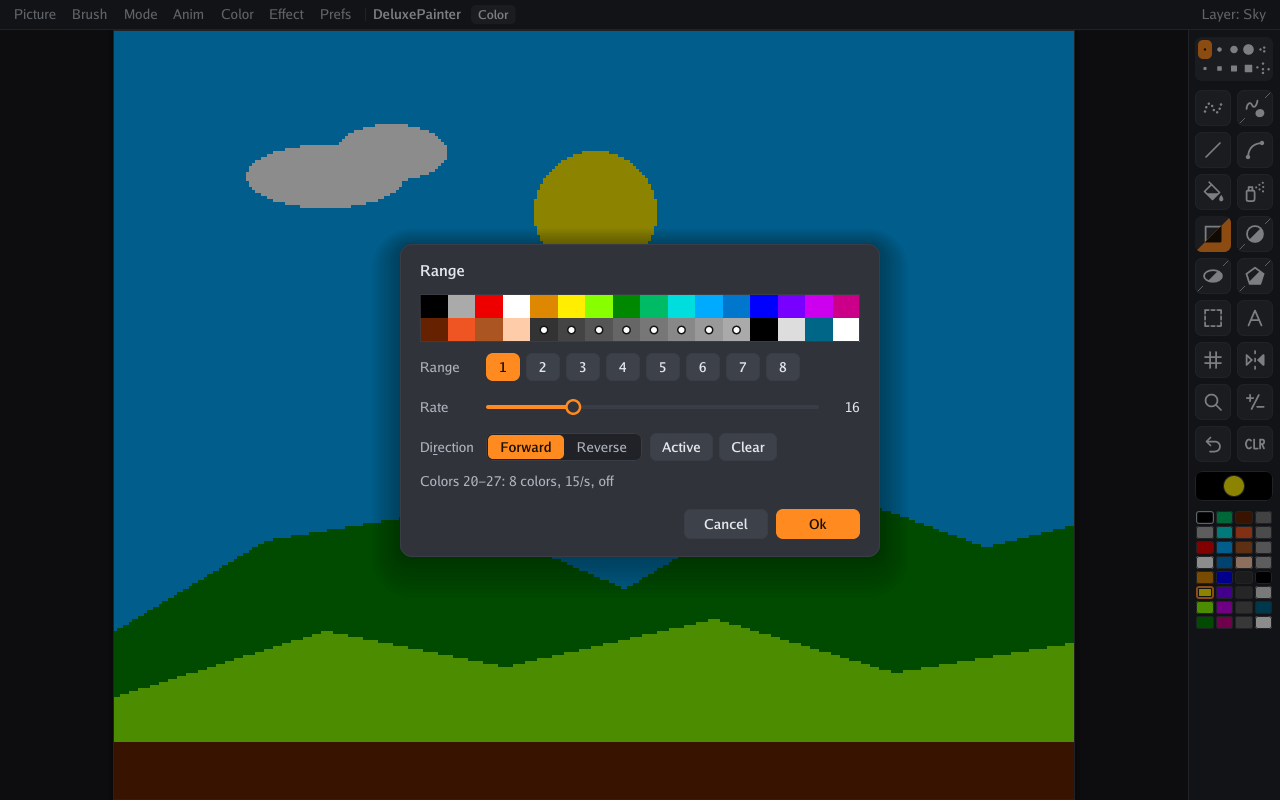 Picture Brush Mode Anim Color Effect Prefs DeluxePainter Color Layer: Sky
Range
Range 1 2 3 4 5 6 7 8
Rate 16
Direction Forward Reverse Active Clear
Colors 20–27: 8 colors, 15/s, off
Cancel Ok
A
CLR